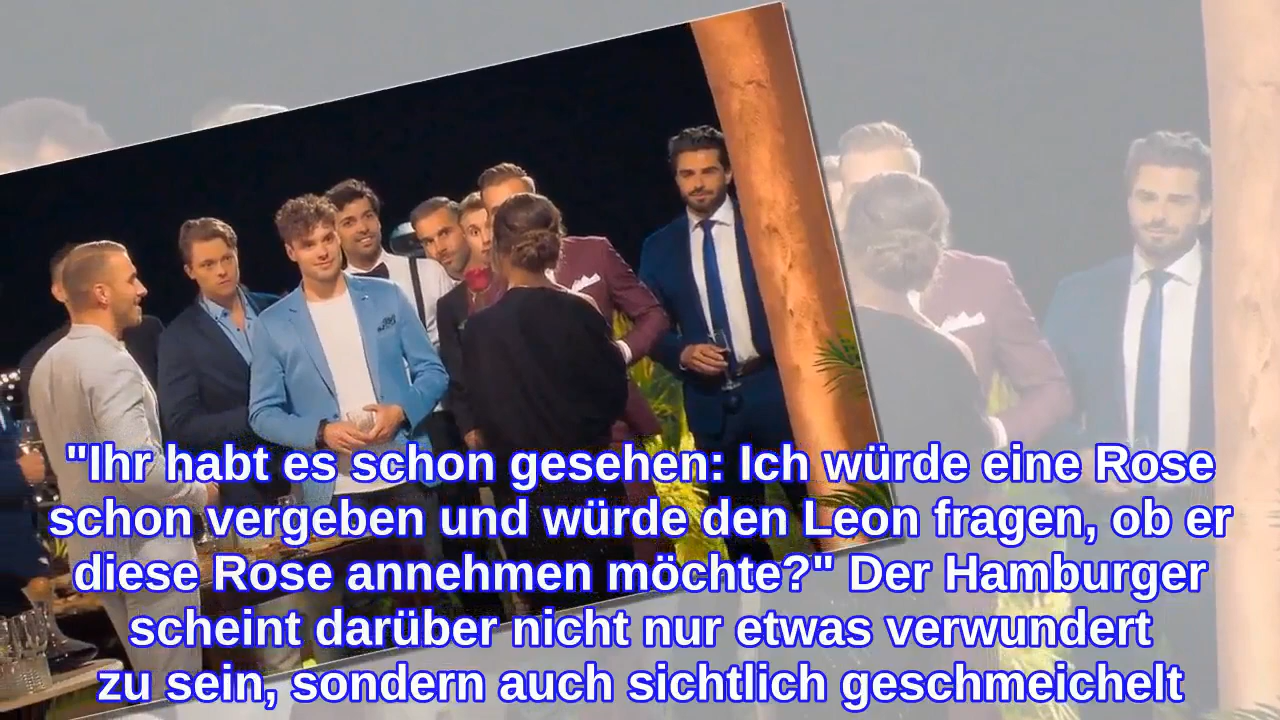 "Ihr habt es schon gesehen: Ich würde eine Rose
schon vergeben und würde den Leon fragen, ob er
diese Rose annehmen möchte?" Der Hamburger
scheint darüber nicht nur etwas verwundert
zu sein, sondern auch sichtlich geschmeichelt